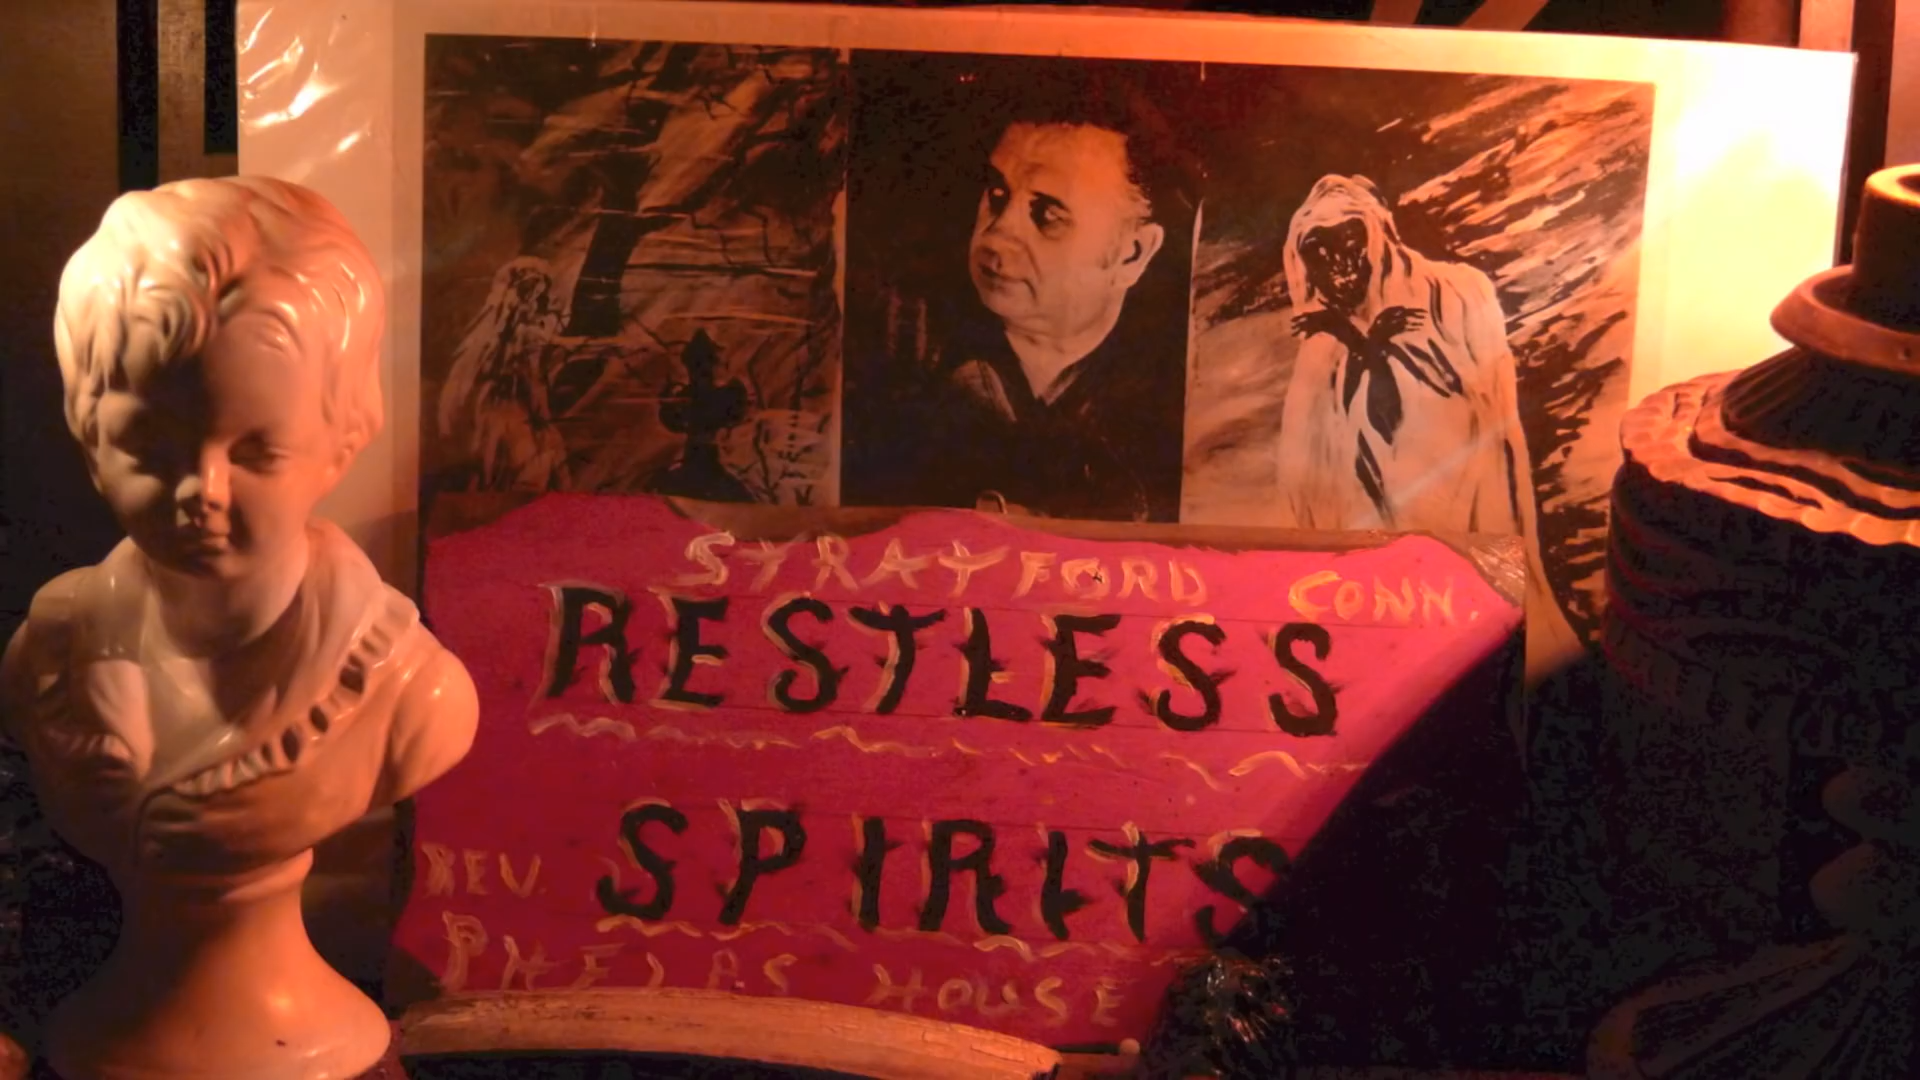 STRATFORD CONN.
RESTLESS
SPIRITS
REV.
PHELPS HOUSE